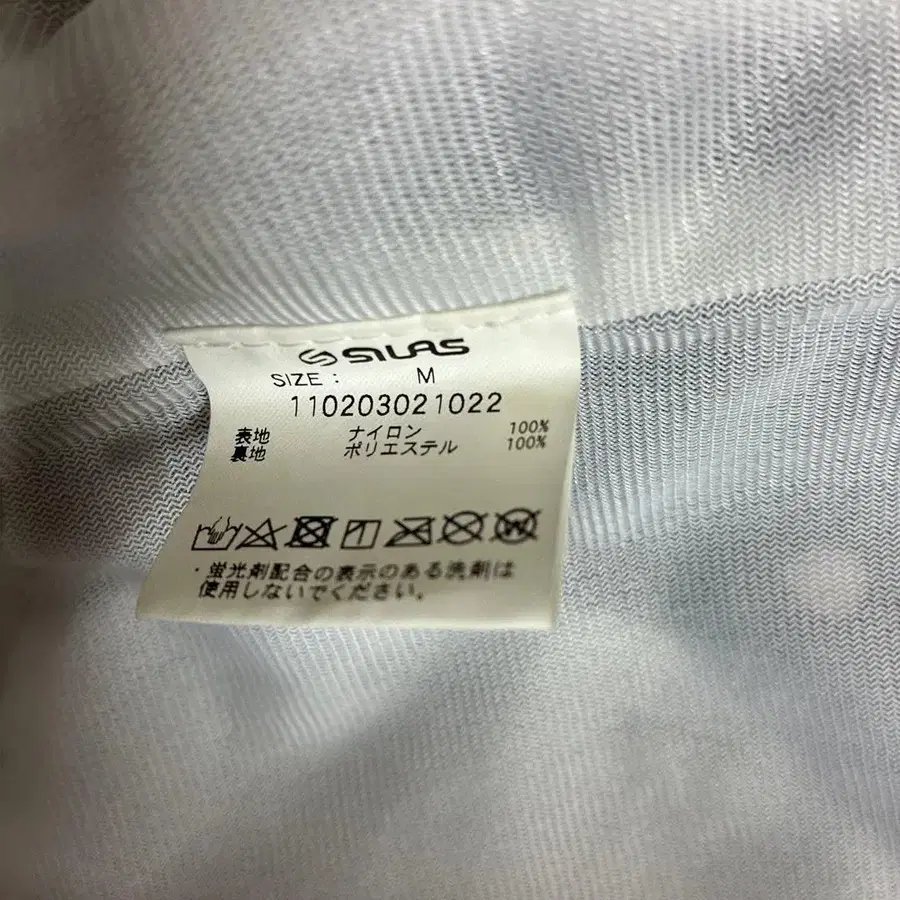 SILAS
SIZE : M
110203021022
表地 ナイロン 100%
裏地 ポリエステル 100%
W
・蛍光剤配合の表示のある洗剤は
使用しないでください。